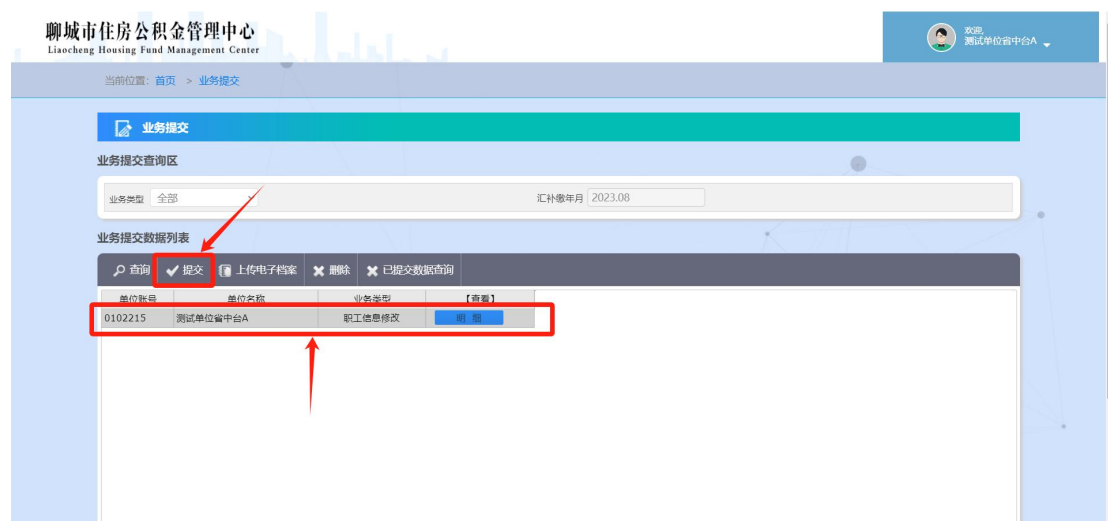 聊城市住房公积金管理中心
Liaocheng Housing Fund Management Center
欢迎,
测试单位省中台A
当前位置：首页 > 业务提交
业务提交
业务提交查询区
业务类型 全部 汇补缴年月 2023.08
业务提交数据列表
查询 提交 上传电子档案 删除 已提交数据查询
单位账号 单位名称 业务类型 【查看】
0102215 测试单位省中台A 职工信息修改 明 细